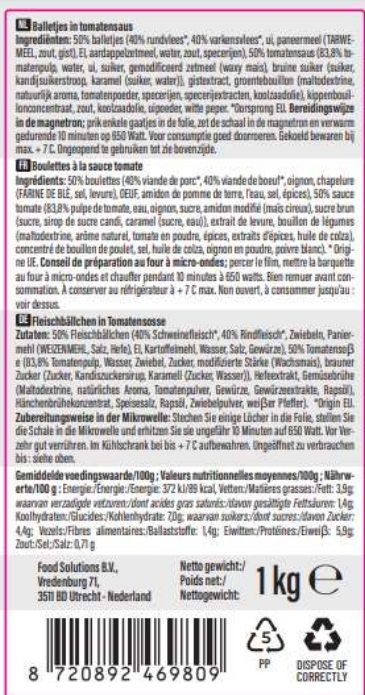 NL Balletjes in tomatensaus
Ingrediënten: 50% balletjes (40% rundvlees*, 40% varkensvlees*, ui, paneermeel (TARWE-
MEEL, zout, gist), EI, aardappelzetmeel, water, zout, specerijen), 50% tomatensaus (83,8% to-
matenpulp, water, ui, suiker, gemodificeerd zetmeel (waxy mais), bruine suiker (suiker,
kandijsuikerstroop, karamel (suiker, water)), gistextract, groentebouillon (maltodextrine,
natuurlijk aroma, tomatenpoeder, specerijen, specerijextracten, koolzaadolie), kippenbouil-
lonconcentraat, zout, koolzaadolie, uipoeder, witte peper. *Oorsprong EU. Bereidingswijze
in de magnetron; prik enkele gaatjes in de folie, zet de schaal in de magnetron en verwarm
gedurende 10 minuten op 650 Watt. Voor consumptie goed doorroeren. Gekoeld bewaren bij
max. +7 C. Ongeopend te gebruiken tot zie bovenzijde.
FR Boulettes à la sauce tomate
Ingrédients: 50% boulettes (40% viande de porc*, 40% viande de boeuf*, oignon, chapelure
(FARINE DE BLÉ, sel, levure), OEUF, amidon de pomme de terre, l'eau, sel, épices), 50% sauce
tomate (83,8% pulpe de tomate, eau, oignon, sucre, amidon modifié (maïs cireux), sucre brun
(sucre, sirop de sucre candi, caramel (sucre, eau)), extrait de levure, bouillon de légumes
(maltodextrine, arôme naturel, tomate en poudre, épices, extraits d'épices, huile de colza),
concentré de bouillon de poulet, sel, huile de colza, oignon en poudre, poivre blanc). * Origi-
ne UE. Conseil de préparation au four à micro-ondes; percer le film, mettre la barquette
au four à micro-ondes et chauffer pendant 10 minutes à 650 watts. Bien remuer avant con-
sommation. A conserver au réfrigérateur à + 7 C max. Non ouvert, à consommer jusqu'au :
voir dessus.
DE Fleischbällchen in Tomatensosse
Zutaten: 50% Fleischbällchen (40% Schweinefleisch*, 40% Rindfleisch*, Zwiebeln, Panier-
mehl (WEIZENMEHL, Salz, Hefe), EI, Kartoffelmehl, Wasser, Salz, Gewürze), 50% Tomatensoß
e (83,8% Tomatenpulp, Wasser, Zwiebel, Zucker, modifizierte Stärke (Wachsmais), brauner
Zucker (Zucker, Kandiszuckersirup, Karamell (Zucker, Wasser)), Hefeextrakt, Gemüsebrühe
(Maltodextrine, natürliches Aroma, Tomatenpulver, Gewürze, Gewürzeextrakte, Rapsöl),
Hänchenbrühekonzentrat, Speisesalz, Rapsöl, Zwiebelpulver, weißer Pfeffer). *Origin EU.
Zubereitungsweise in der Mikrowelle: Stechen Sie einige Löcher in die Folie, stellen Sie
die Schale in die Mikrowelle und erhitzen Sie sie ungefähr 10 Minuten auf 650 Watt. Vor Ver-
zehr gut verrühren. Im Kühlschrank bei bis + 7 C aufbewahren. Ungeöffnet zu verbrauchen
bis : siehe oben.
Gemiddelde voedingswaarde/100g ; Valeurs nutritionnelles moyennes/100g ; Nährw-
erte/100 g : Energie:/Energie:/Energie: 372 kJ/89 kcal, Vetten:/Matières grasses:/Fett: 3,9g;
waarvan verzadigde vetzuren:/dont acides gras saturés:/davon gesättigte Fettsäuren: 1,4g;
Koolhydraten:/Glucides:/Kohlenhydrate: 7,0g; waarvan suikers:/dont sucres:/davon Zucker:
4,4g; Vezels:/Fibres alimentaires:/Ballaststoffe: 1,4g; Eiwitten:/Protéines:/Eiweiß: 5,9g;
Zout:/Sel:/Salz: 0,71 g
Food Solutions B.V.,
Vredenburg 71,
3511 BD Utrecht - Nederland
Netto gewicht:/
Poids net:/
Nettogewicht:
1 kg e
8 720892 469809
5
PP
DISPOSE OF
CORRECTLY